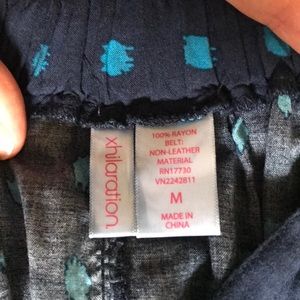 xhilaration.
100% RAYON
BELT:
NON-LEATHER
MATERIAL
RN17730
VN2242811
M
MADE IN
CHINA